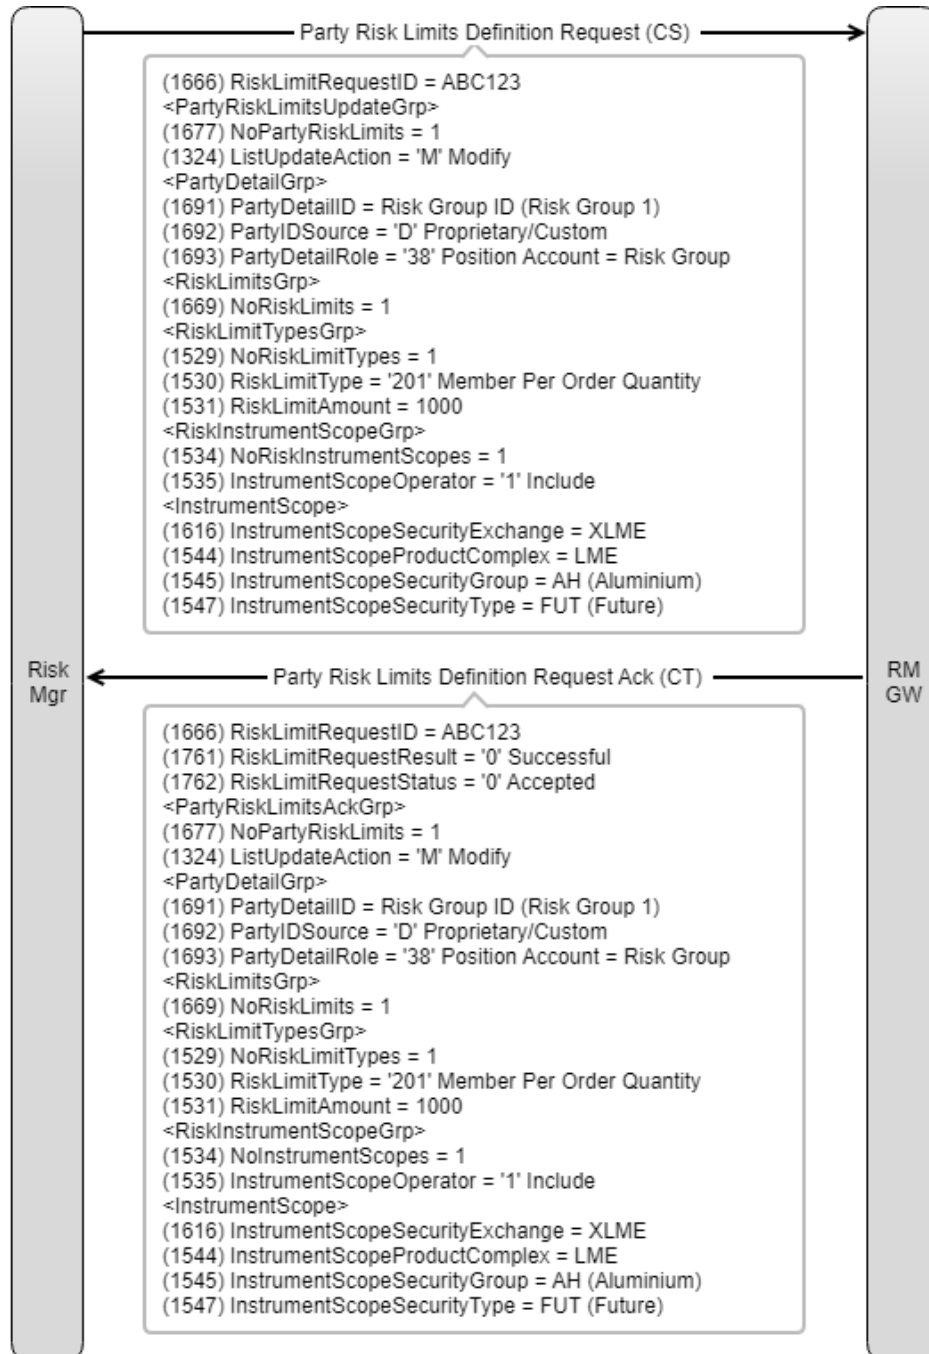 Party Risk Limits Definition Request (CS)
(1666) RiskLimitRequestID = ABC123
<PartyRiskLimitsUpdateGrp>
(1677) NoPartyRiskLimits = 1
(1324) ListUpdateAction = 'M' Modify
<PartyDetailGrp>
(1691) PartyDetailID = Risk Group ID (Risk Group 1)
(1692) PartyIDSource = 'D' Proprietary/Custom
(1693) PartyDetailRole = '38' Position Account = Risk Group
<RiskLimitsGrp>
(1669) NoRiskLimits = 1
<RiskLimitTypesGrp>
(1529) NoRiskLimitTypes = 1
(1530) RiskLimitType = '201' Member Per Order Quantity
(1531) RiskLimitAmount = 1000
<RiskInstrumentScopeGrp>
(1534) NoRiskInstrumentScopes = 1
(1535) InstrumentScopeOperator = '1' Include
<InstrumentScope>
(1616) InstrumentScopeSecurityExchange = XLME
(1544) InstrumentScopeProductComplex = LME
(1545) InstrumentScopeSecurityGroup = AH (Aluminium)
(1547) InstrumentScopeSecurityType = FUT (Future)
Risk
Mgr
Party Risk Limits Definition Request Ack (CT)
RM
GW
(1666) RiskLimitRequestID = ABC123
(1761) RiskLimitRequestResult = '0' Successful
(1762) RiskLimitRequestStatus = '0' Accepted
<PartyRiskLimitsAckGrp>
(1677) NoPartyRiskLimits = 1
(1324) ListUpdateAction = 'M' Modify
<PartyDetailGrp>
(1691) PartyDetailID = Risk Group ID (Risk Group 1)
(1692) PartyIDSource = 'D' Proprietary/Custom
(1693) PartyDetailRole = '38' Position Account = Risk Group
<RiskLimitsGrp>
(1669) NoRiskLimits = 1
<RiskLimitTypesGrp>
(1529) NoRiskLimitTypes = 1
(1530) RiskLimitType = '201' Member Per Order Quantity
(1531) RiskLimitAmount = 1000
<RiskInstrumentScopeGrp>
(1534) NoInstrumentScopes = 1
(1535) InstrumentScopeOperator = '1' Include
<InstrumentScope>
(1616) InstrumentScopeSecurityExchange = XLME
(1544) InstrumentScopeProductComplex = LME
(1545) InstrumentScopeSecurityGroup = AH (Aluminium)
(1547) InstrumentScopeSecurityType = FUT (Future)